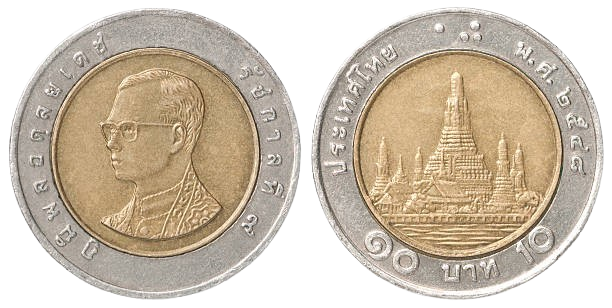 ภูมิพลอดุลยเดช
รัชกาลที่ ๙
ประเทศไทย
พ.ศ. ๒๕๔๘
๑๐ บาท 10